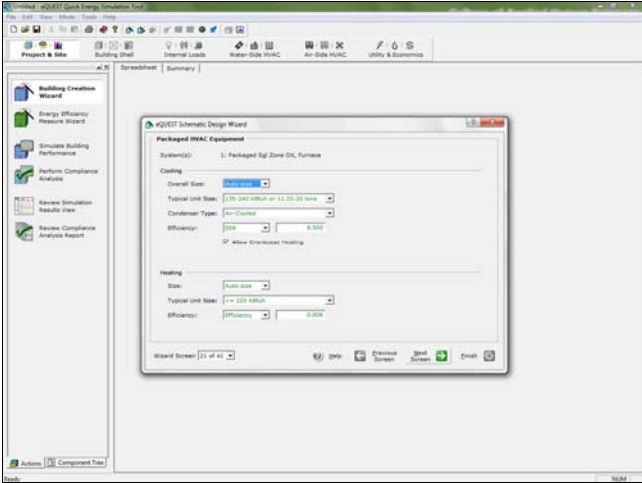 Untitled - eQUEST Quick Energy Simulation Tool
File Edit View Mode Tools Help
Project & Site
Building Shell
Internal Loads
Water-Side HVAC
Air-Side HVAC
Utility & Economics
Spreadsheet
Summary
Building Creation
Wizard
Energy Efficiency
Measure Wizard
Simulate Building
Performance
Perform Compliance
Analysis
Review Simulation
Results View
Review Compliance
Analysis Report
eQUEST Schematic Design Wizard
Packaged HVAC Equipment
System(s): 1: Packaged Sgl Zone DX, Furnace
Cooling
Overall Size: Auto-size
Typical Unit Size: 135-240 kBtuh or 11.25-20 tons
Condenser Type: Air-Cooled
Efficiency: EER 8.500
Allow Crankcase Heating
Heating
Size: Auto-size
Typical Unit Size: <= 225 kBtuh
Efficiency: Efficiency
Wizard Screen 21 of 41
Help
Previous
Screen
Next
Screen
Finish
Actions
Component Tree
Ready
NUM